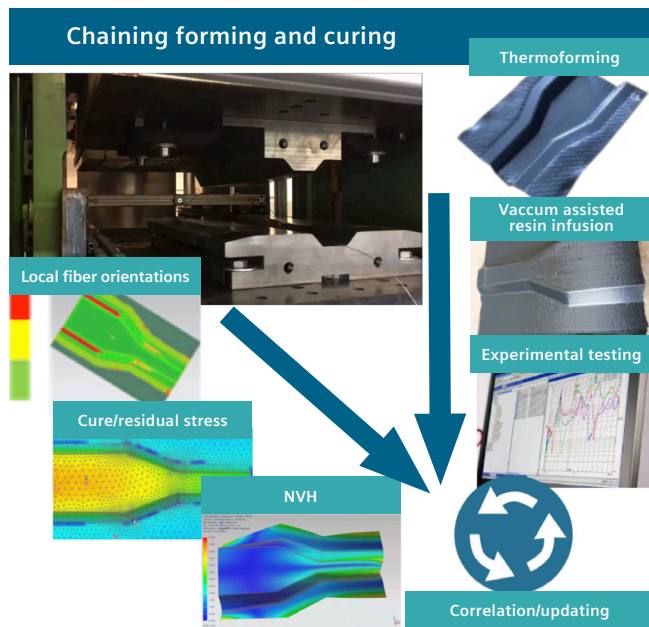 Chaining forming and curing
Thermoforming
Vaccum assisted
resin infusion
Local fiber orientations
Experimental testing
Cure/residual stress
NVH
Correlation/updating